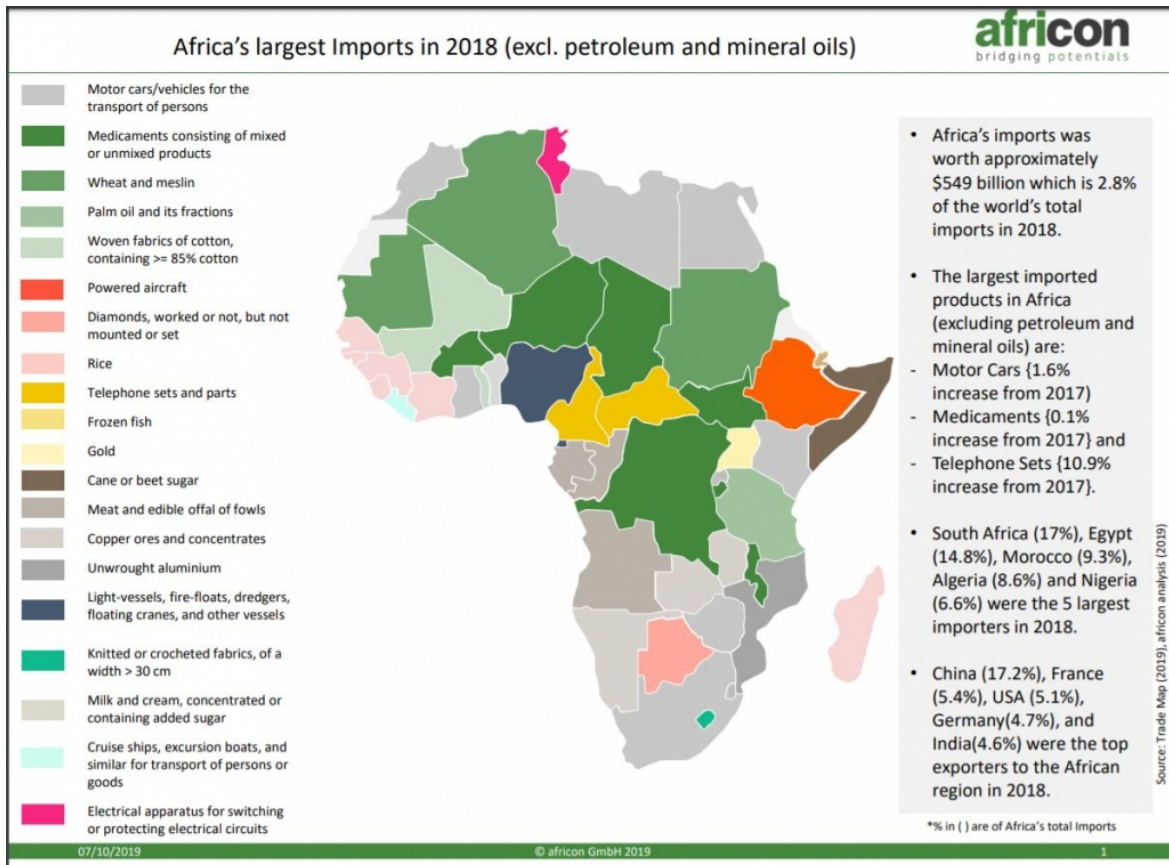 Africa's largest Imports in 2018 (excl. petroleum and mineral oils)
africon
bridging potentials
Motor cars/vehicles for the
transport of persons
Medicaments consisting of mixed
or unmixed products
Wheat and meslin
Palm oil and its fractions
Woven fabrics of cotton,
containing >= 85% cotton
Powered aircraft
Diamonds, worked or not, but not
mounted or set
Rice
Telephone sets and parts
Frozen fish
Gold
Cane or beet sugar
Meat and edible offal of fowls
Copper ores and concentrates
Unwrought aluminium
Light-vessels, fire-floats, dredgers,
floating cranes, and other vessels
Knitted or crocheted fabrics, of a
width > 30 cm
Milk and cream, concentrated or
containing added sugar
Cruise ships, excursion boats, and
similar for transport of persons or
goods
Electrical apparatus for switching
or protecting electrical circuits
• Africa's imports was
worth approximately
$549 billion which is 2.8%
of the world's total
imports in 2018.
• The largest imported
products in Africa
(excluding petroleum and
mineral oils) are:
- Motor Cars {1.6%
increase from 2017)
- Medicaments {0.1%
increase from 2017} and
- Telephone Sets {10.9%
increase from 2017}.
• South Africa (17%), Egypt
(14.8%), Morocco (9.3%),
Algeria (8.6%) and Nigeria
(6.6%) were the 5 largest
importers in 2018.
• China (17.2%), France
(5.4%), USA (5.1%),
Germany(4.7%), and
India(4.6%) were the top
exporters to the African
region in 2018.
*% in ( ) are of Africa's total Imports
Source: Trade Map (2019), africon analysis (2019)
07/10/2019
© africon GmbH 2019
1